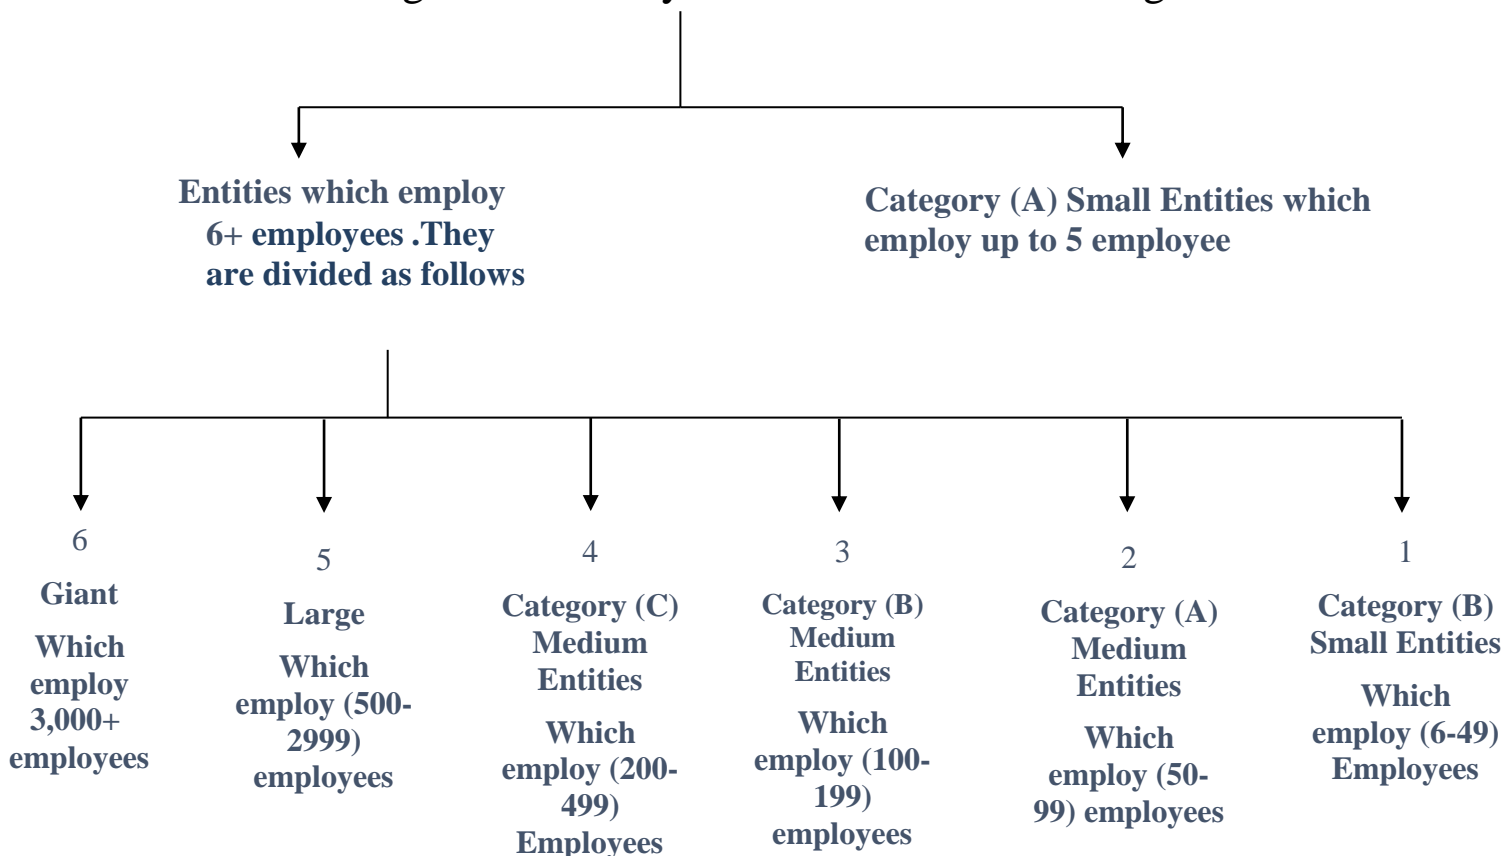 Entities which employ
6+ employees .They
are divided as follows
Category (A) Small Entities which
employ up to 5 employee
6
Giant
Which
employ
3,000+
employees
5
Large
Which
employ (500-
2999)
employees
4
Category (C)
Medium
Entities
Which
employ (200-
499)
Employees
3
Category (B)
Medium
Entities
Which
employ (100-
199)
employees
2
Category (A)
Medium
Entities
Which
employ (50-
99) employees
1
Category (B)
Small Entities
Which
employ (6-49)
Employees